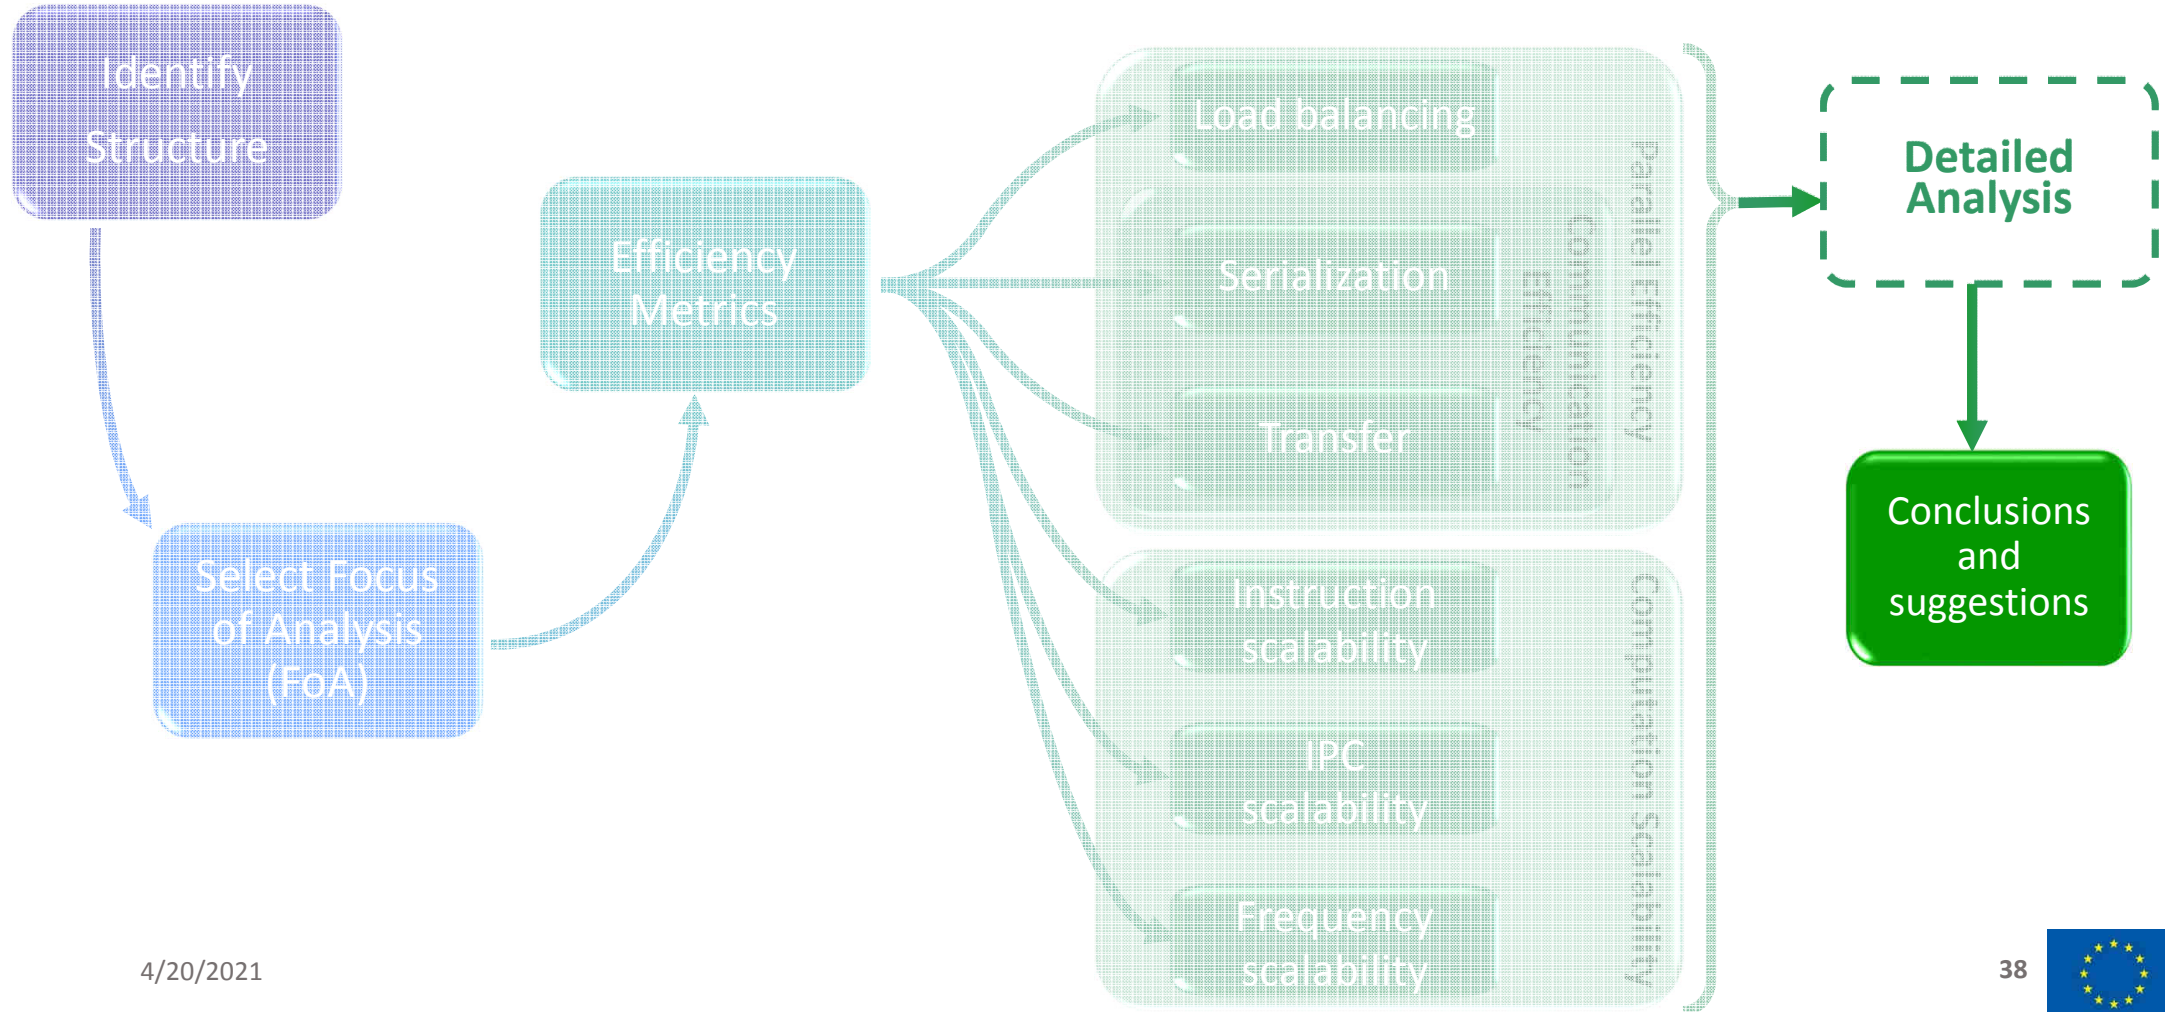 Identify
Structure
Select Focus
of Analysis
(FoA)
Efficiency
Metrics
Load balancing
Serialization
Transfer
Communication
Efficiency
Parallel Efficiency
Instruction
scalability
IPC
scalability
Frequency
scalability
Computation Scalability
Detailed
Analysis
Conclusions
and
suggestions
4/20/2021
38